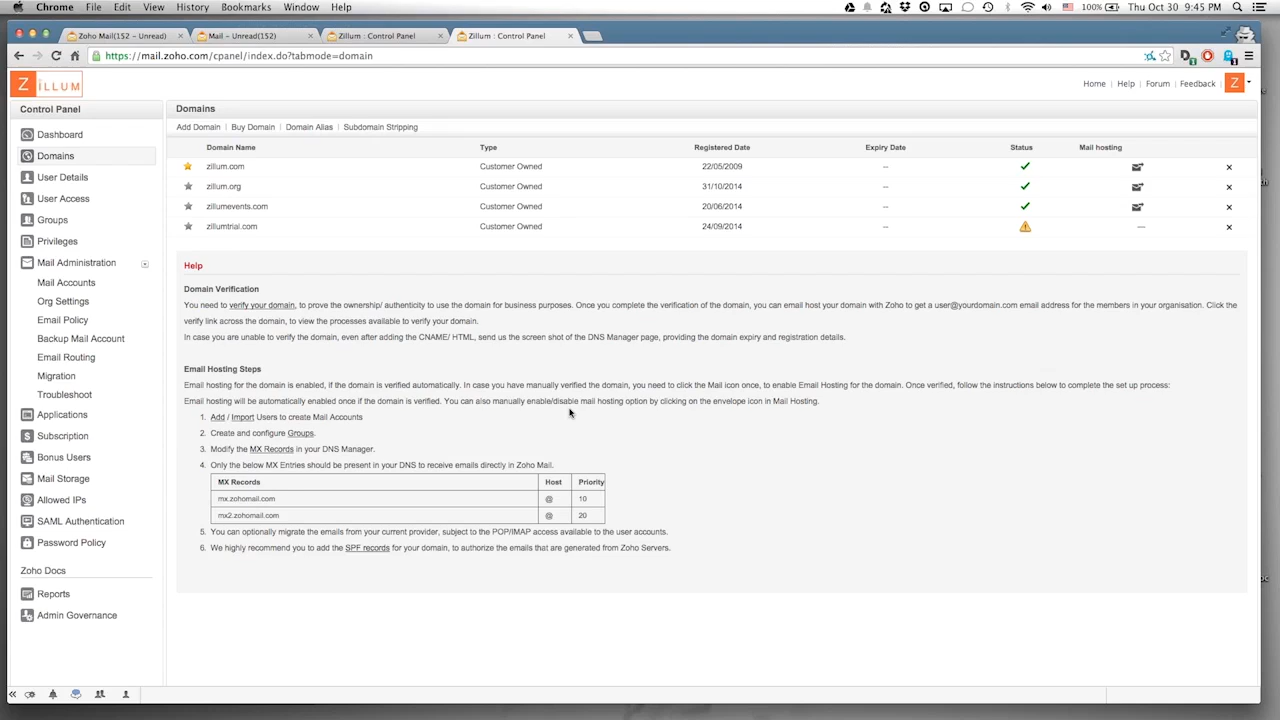 Chrome File Edit View History Bookmarks Window Help 100% Thu Oct 30 9:45 PM
Zoho Mail(152 – Unread) Mail – Unread(152) Zillum : Control Panel Zillum : Control Panel
https://mail.zoho.com/cpanel/index.do?tabmode=domain
ZILLUM Home | Help | Forum | Feedback Z
Control Panel
Dashboard
Domains
User Details
User Access
Groups
Privileges
Mail Administration
Mail Accounts
Org Settings
Email Policy
Backup Mail Account
Email Routing
Migration
Troubleshoot
Applications
Subscription
Bonus Users
Mail Storage
Allowed IPs
SAML Authentication
Password Policy
Zoho Docs
Reports
Admin Governance
Domains
Add Domain | Buy Domain | Domain Alias | Subdomain Stripping
Domain Name Type Registered Date Expiry Date Status Mail hosting
zillum.com Customer Owned 22/05/2009 -- ×
zillum.org Customer Owned 31/10/2014 -- ×
zillumevents.com Customer Owned 20/06/2014 -- ×
zillumtrial.com Customer Owned 24/09/2014 -- --- ×
Help
Domain Verification
You need to verify your domain, to prove the ownership/ authenticity to use the domain for business purposes. Once you complete the verification of the domain, you can email host your domain with Zoho to get a user@yourdomain.com email address for the members in your organisation. Click the
verify link across the domain, to view the processes available to verify your domain.
In case you are unable to verify the domain, even after adding the CNAME/ HTML, send us the screen shot of the DNS Manager page, providing the domain expiry and registration details.
Email Hosting Steps
Email hosting for the domain is enabled, if the domain is verified automatically. In case you have manually verified the domain, you need to click the Mail icon once, to enable Email Hosting for the domain. Once verified, follow the instructions below to complete the set up process:
Email hosting will be automatically enabled once if the domain is verified. You can also manually enable/disable mail hosting option by clicking on the envelope icon in Mail Hosting.
1. Add / Import Users to create Mail Accounts
2. Create and configure Groups.
3. Modify the MX Records in your DNS Manager.
4. Only the below MX Entries should be present in your DNS to receive emails directly in Zoho Mail.
MX Records Host Priority
mx.zohomail.com @ 10
mx2.zohomail.com @ 20
5. You can optionally migrate the emails from your current provider, subject to the POP/IMAP access available to the user accounts.
6. We highly recommend you to add the SPF records for your domain, to authorize the emails that are generated from Zoho Servers.